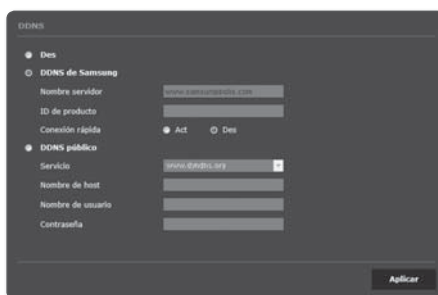 DDNS
Des
DDNS de Samsung
Nombre servidor www.samsungipolis.com
ID de producto
Conexión rápida Act Des
DDNS público
Servicio www.dyndns.org
Nombre de host
Nombre de usuario
Contraseña
Aplicar